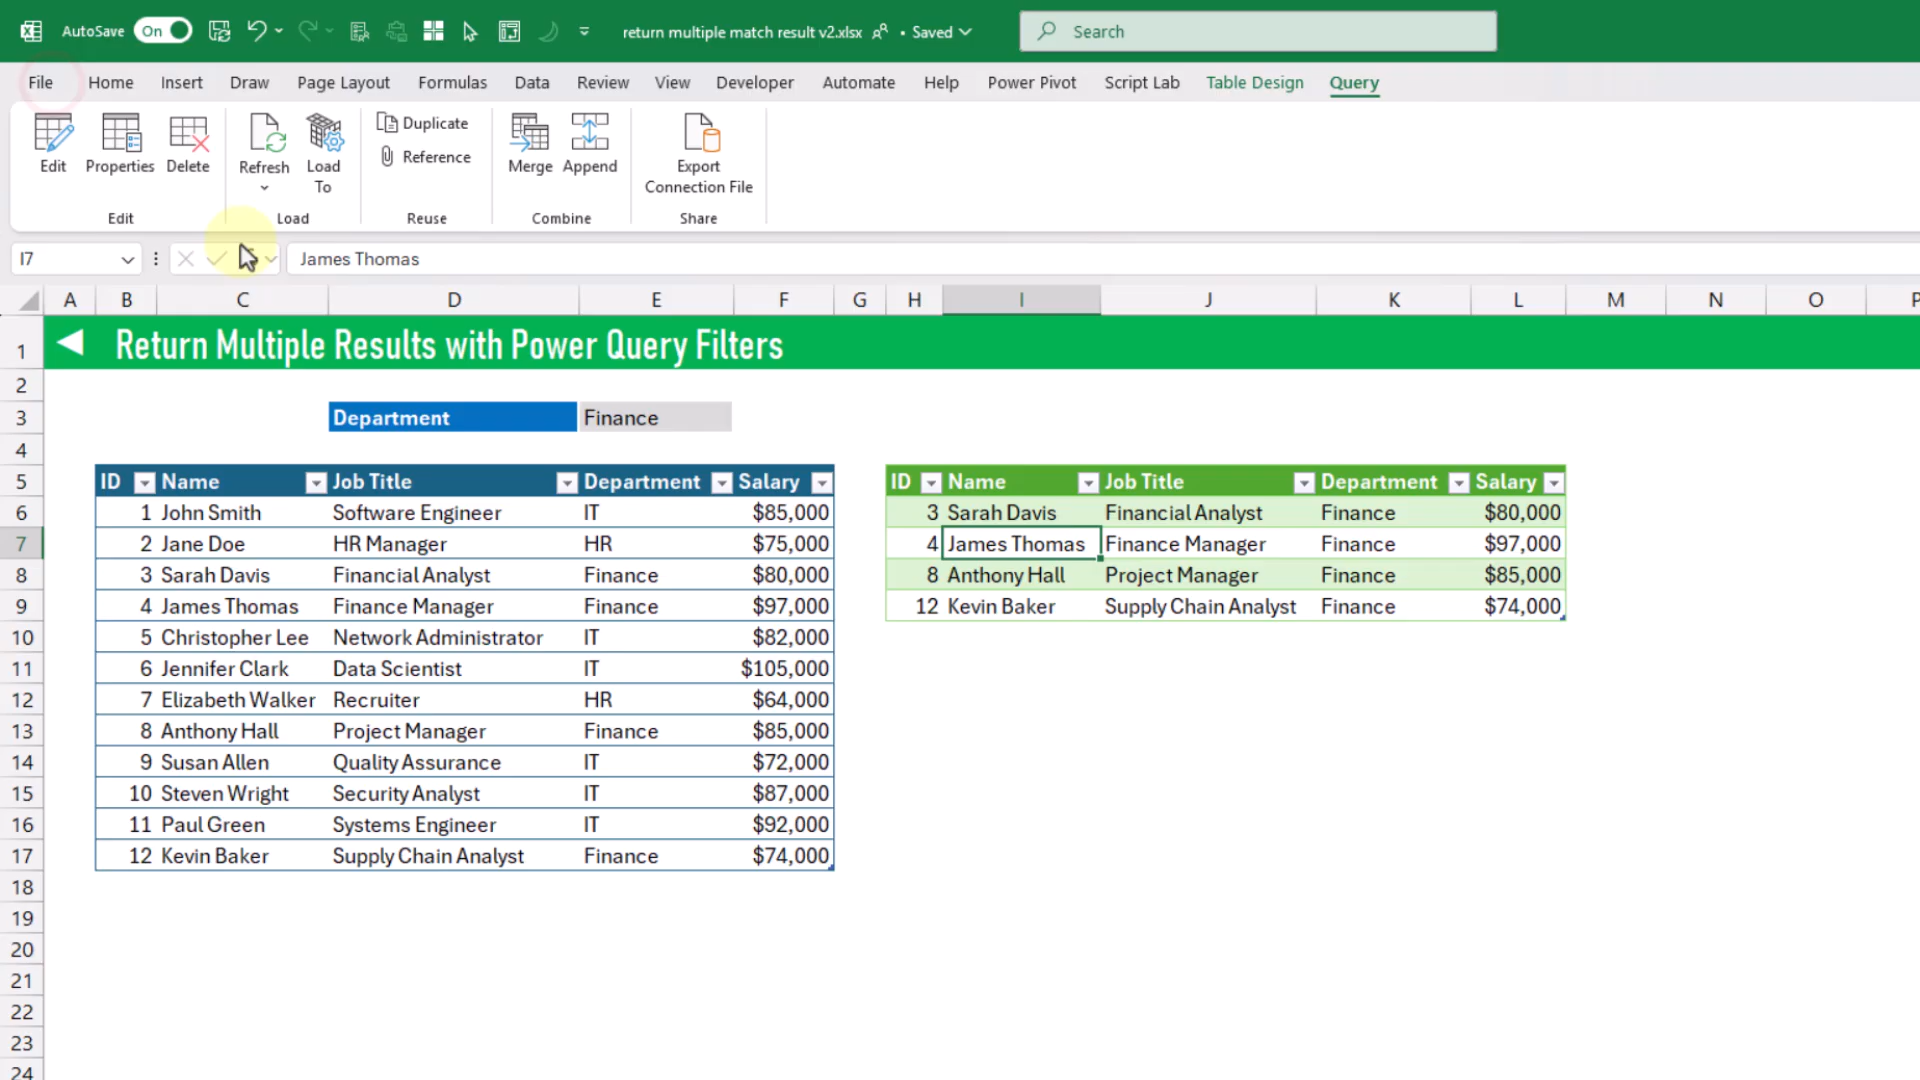 AutoSave On return multiple match result v2.xlsx • Saved Search
File Home Insert Draw Page Layout Formulas Data Review View Developer Automate Help Power Pivot Script Lab Table Design Query
Edit Properties Delete Refresh Load To Duplicate Reference Merge Append Export Connection File
Edit Load Reuse Combine Share
I7 James Thomas
A B C D E F G H I J K L M N O P
1 Return Multiple Results with Power Query Filters
2
3 Department Finance
4
5 ID Name Job Title Department Salary ID Name Job Title Department Salary
6 1 John Smith Software Engineer IT $85,000 3 Sarah Davis Financial Analyst Finance $80,000
7 2 Jane Doe HR Manager HR $75,000 4 James Thomas Finance Manager Finance $97,000
8 3 Sarah Davis Financial Analyst Finance $80,000 8 Anthony Hall Project Manager Finance $85,000
9 4 James Thomas Finance Manager Finance $97,000 12 Kevin Baker Supply Chain Analyst Finance $74,000
10 5 Christopher Lee Network Administrator IT $82,000
11 6 Jennifer Clark Data Scientist IT $105,000
12 7 Elizabeth Walker Recruiter HR $64,000
13 8 Anthony Hall Project Manager Finance $85,000
14 9 Susan Allen Quality Assurance IT $72,000
15 10 Steven Wright Security Analyst IT $87,000
16 11 Paul Green Systems Engineer IT $92,000
17 12 Kevin Baker Supply Chain Analyst Finance $74,000
18
19
20
21
22
23
24